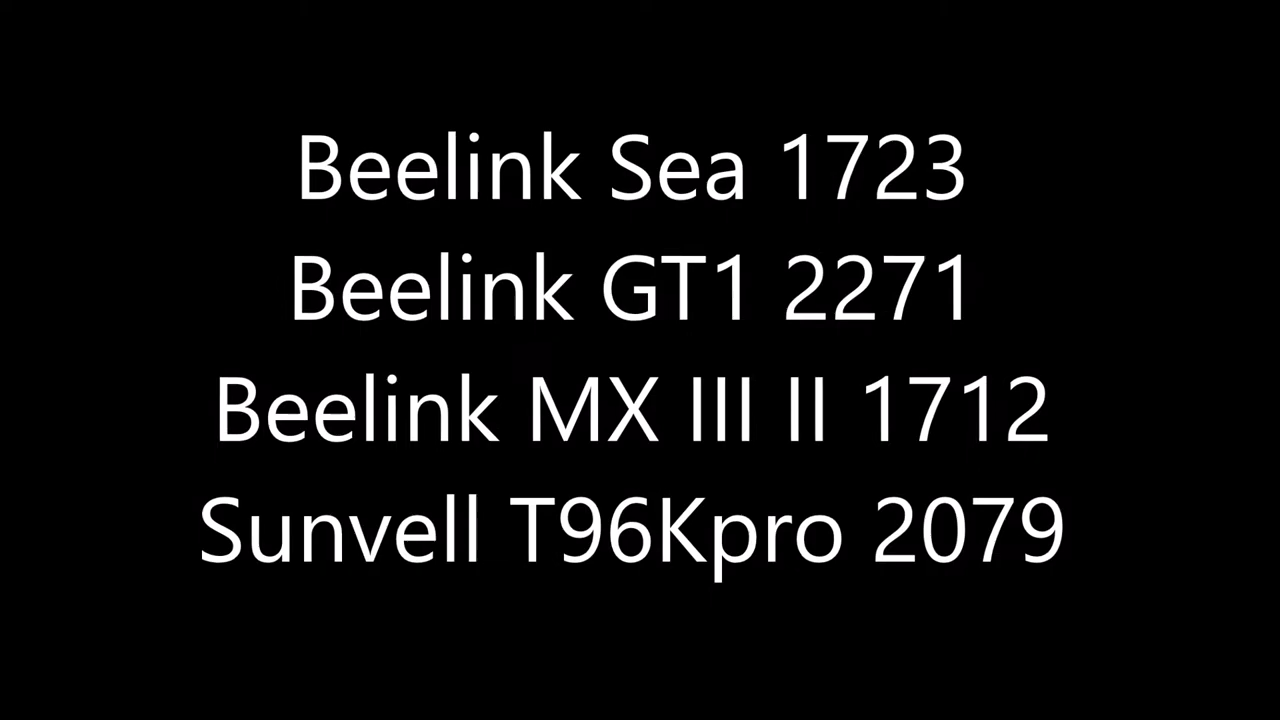 Beelink Sea 1723
Beelink GT1 2271
Beelink MX III II 1712
Sunvell T96Kpro 2079